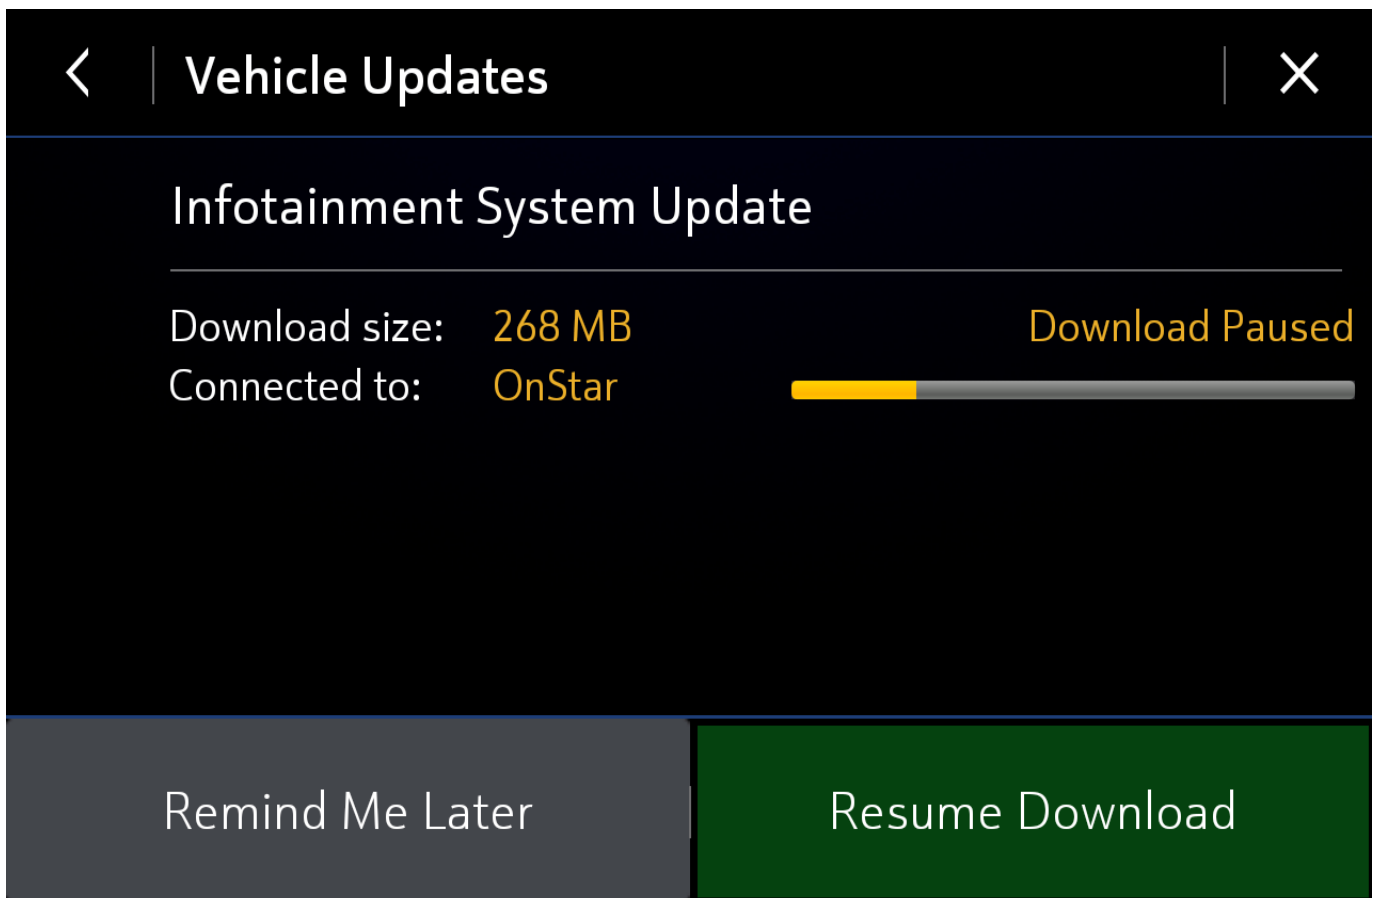 Vehicle Updates
Infotainment System Update
Download size: 268 MB Download Paused
Connected to: OnStar
Remind Me Later Resume Download